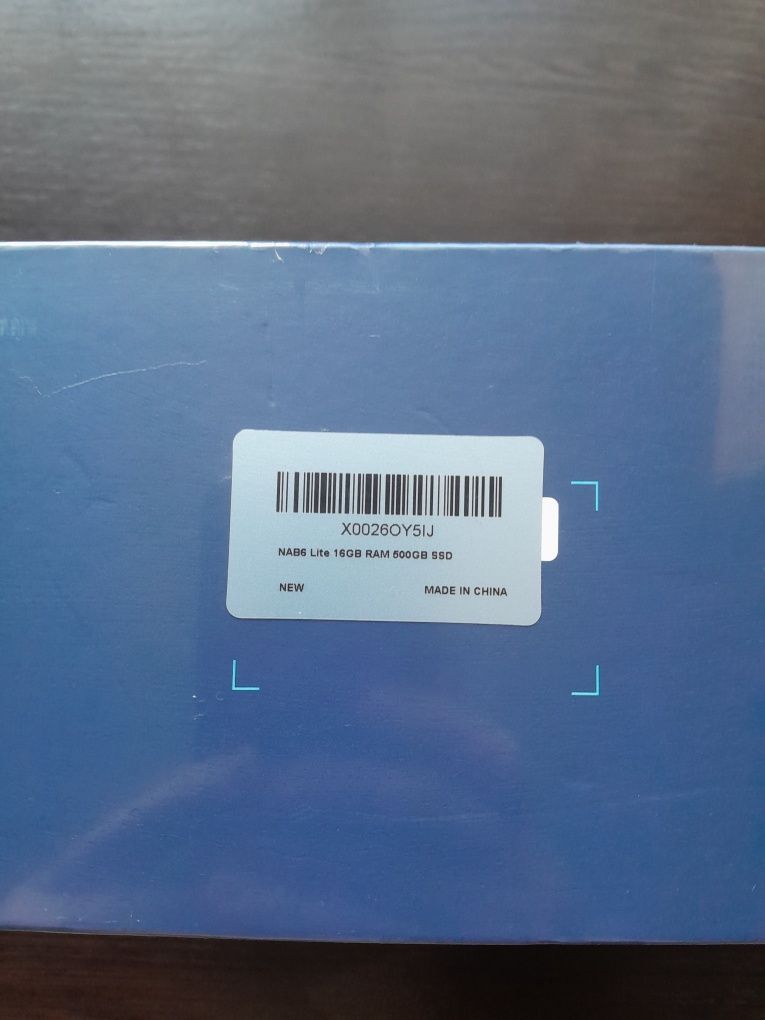 X0026OY5IJ
NAB6 Lite 16GB RAM 500GB SSD
NEW MADE IN CHINA